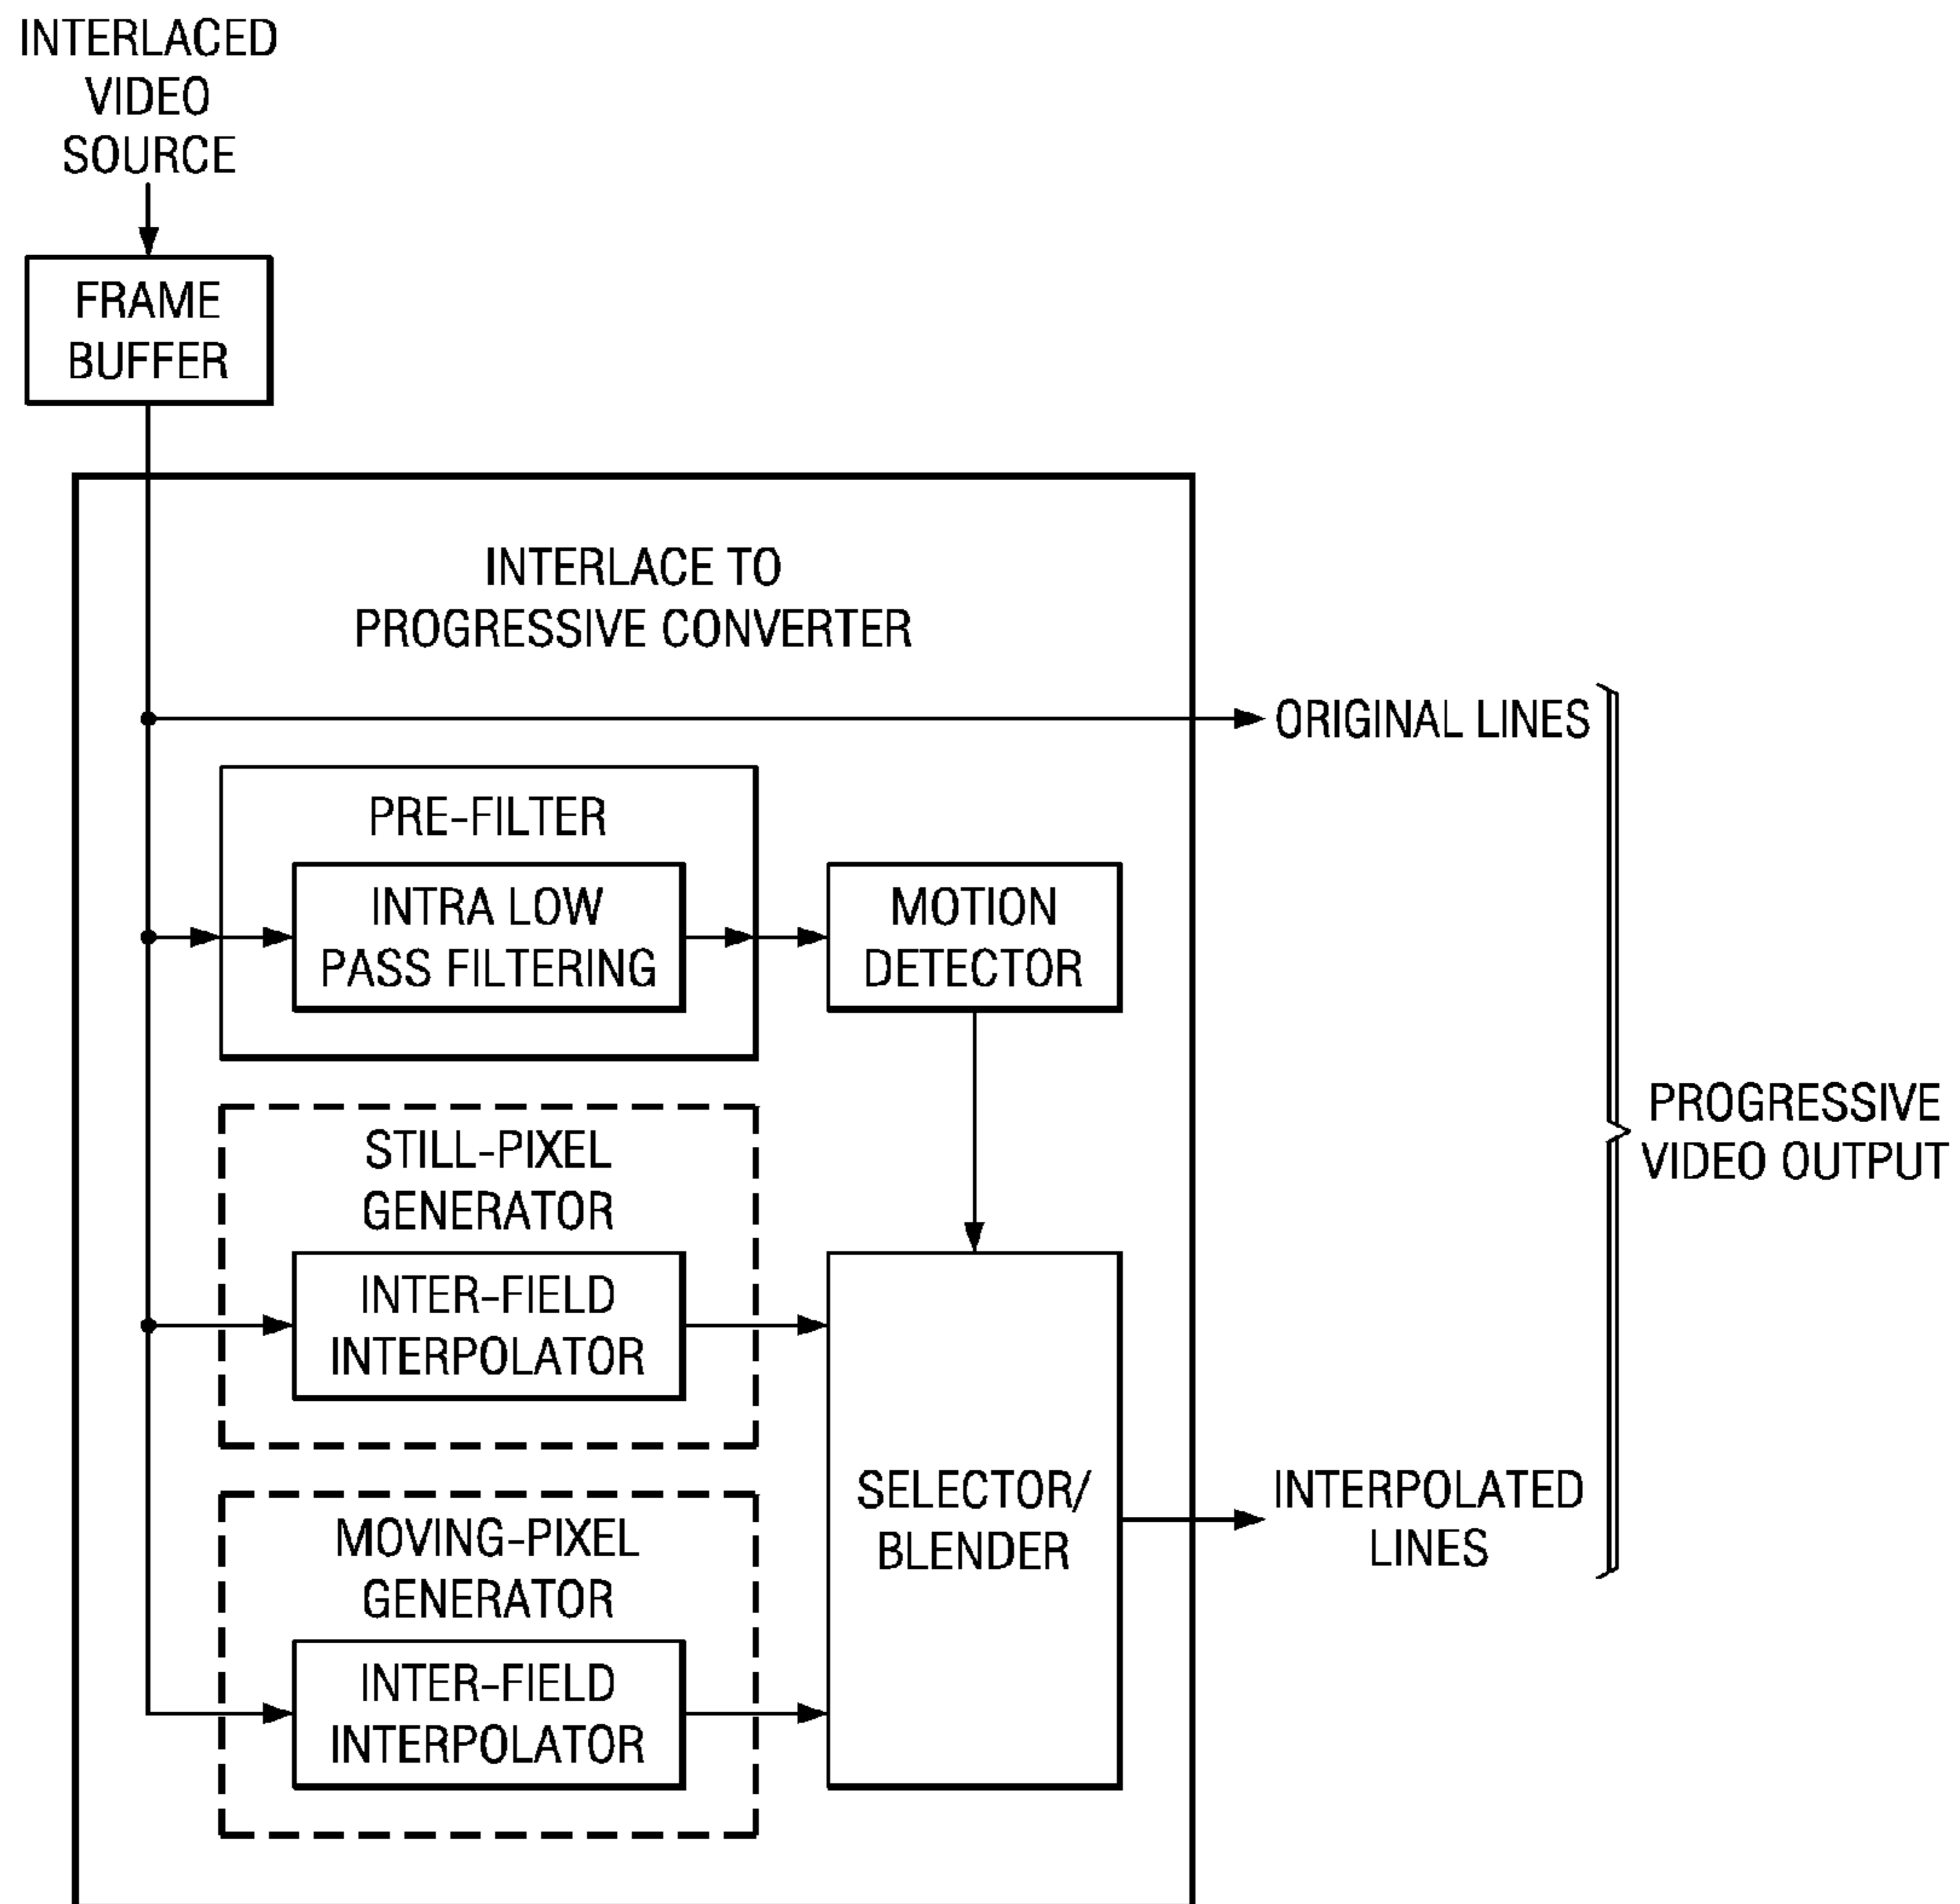 INTERLACED
VIDEO
SOURCE
FRAME
BUFFER
INTERLACE TO
PROGRESSIVE CONVERTER
ORIGINAL LINES
PRE-FILTER
INTRA LOW
PASS FILTERING
MOTION
DETECTOR
PROGRESSIVE
VIDEO OUTPUT
STILL-PIXEL
GENERATOR
INTER-FIELD
INTERPOLATOR
SELECTOR/
BLENDER
INTERPOLATED
LINES
MOVING-PIXEL
GENERATOR
INTER-FIELD
INTERPOLATOR